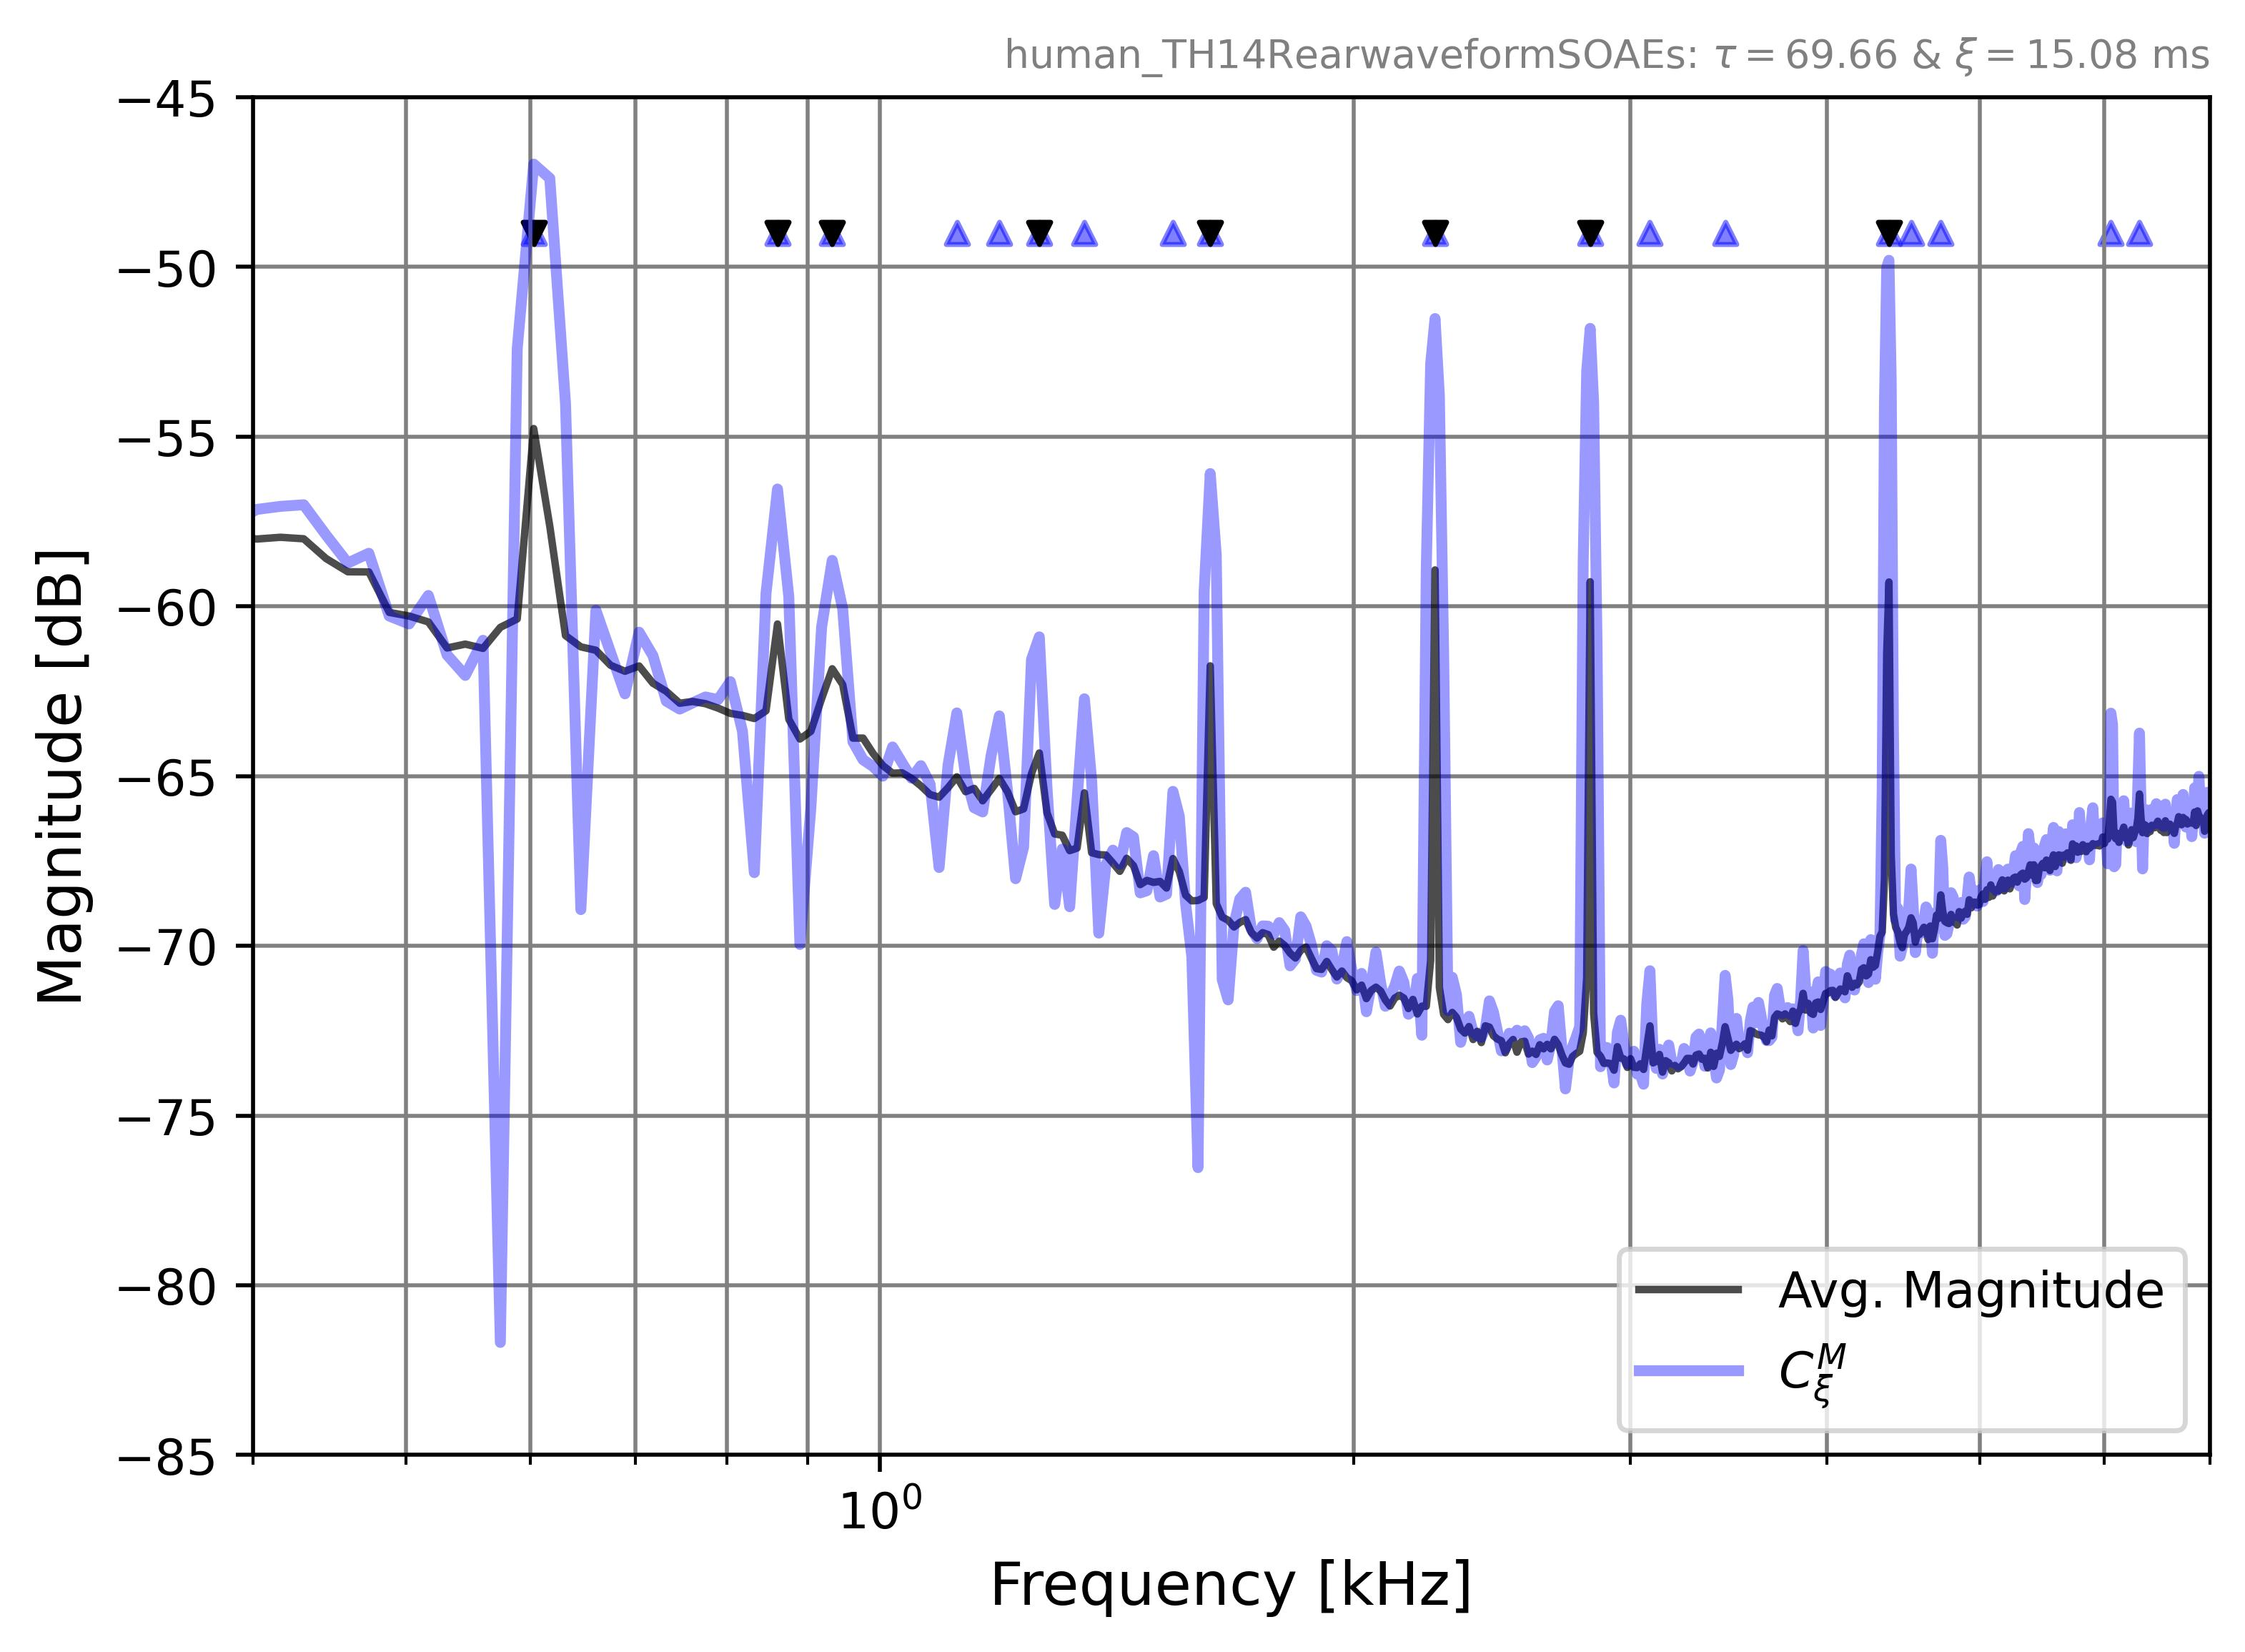 human_TH14RearwaveformSOAEs: τ = 69.66 & ξ = 15.08 ms
−45
−50
−55
−60
−65
−70
−75
−80
−85
Magnitude [dB]
Avg. Magnitude
C_ξ^M
10^0
Frequency [kHz]